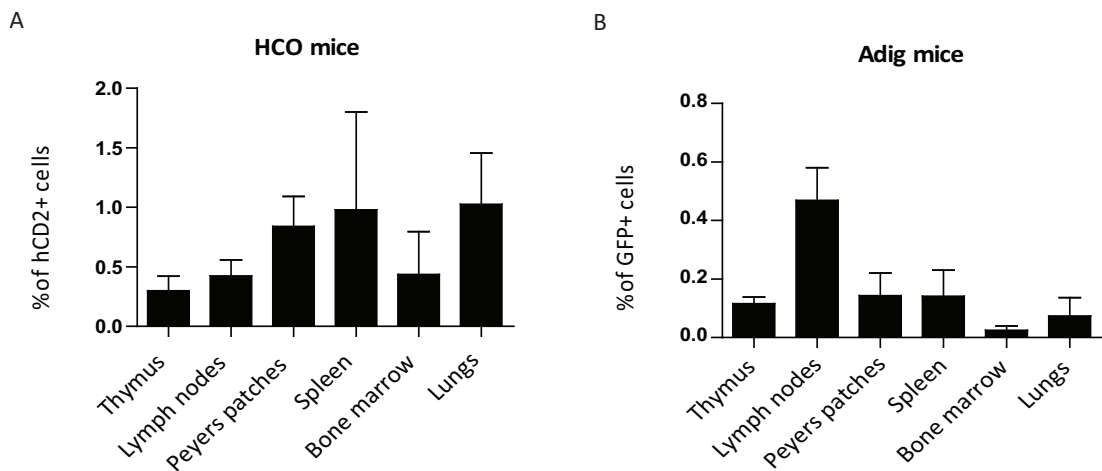 A
HCO mice
2.0
1.5
1.0
0.5
0.0
%of hCD2+ cells
Thymus
Lymph nodes
Peyers patches
Spleen
Bone marrow
Lungs
B
Adig mice
0.8
0.6
0.4
0.2
0.0
%of GFP+ cells
Thymus
Lymph nodes
Peyers patches
Spleen
Bone marrow
Lungs